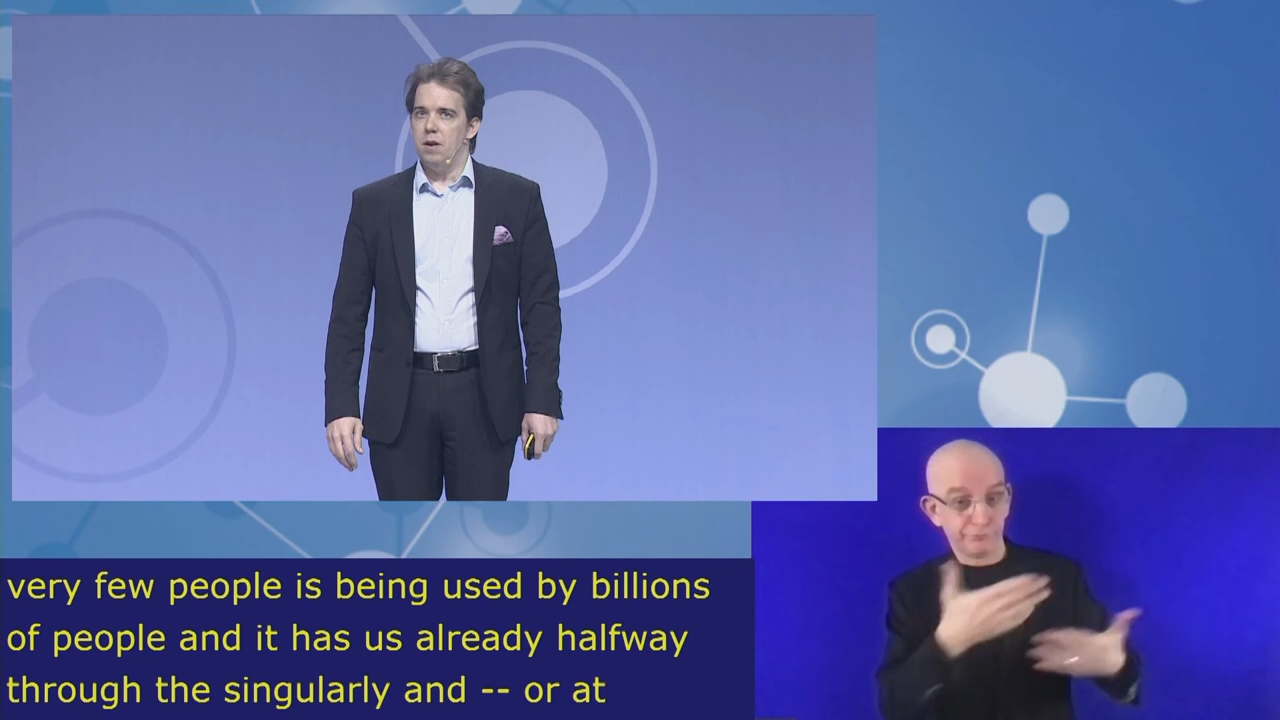 very few people is being used by billions
of people and it has us already halfway
through the singularly and -- or at